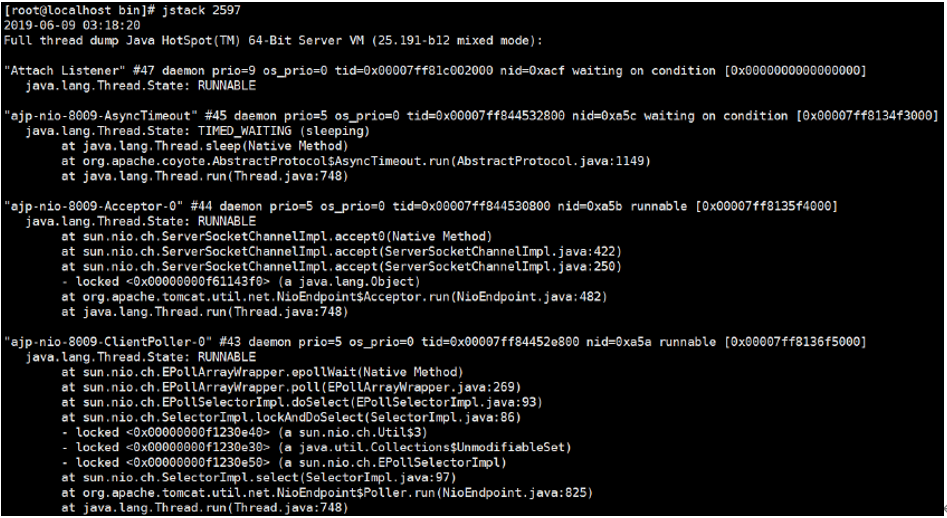 [root@localhost bin]# jstack 2597
2019-06-09 03:18:20
Full thread dump Java HotSpot(TM) 64-Bit Server VM (25.191-b12 mixed mode):

"Attach Listener" #47 daemon prio=9 os_prio=0 tid=0x00007ff81c002000 nid=0xacf waiting on condition [0x0000000000000000]
   java.lang.Thread.State: RUNNABLE

"ajp-nio-8009-AsyncTimeout" #45 daemon prio=5 os_prio=0 tid=0x00007ff844532800 nid=0xa5c waiting on condition [0x00007ff8134f3000]
   java.lang.Thread.State: TIMED_WAITING (sleeping)
        at java.lang.Thread.sleep(Native Method)
        at org.apache.coyote.AbstractProtocol$AsyncTimeout.run(AbstractProtocol.java:1149)
        at java.lang.Thread.run(Thread.java:748)

"ajp-nio-8009-Acceptor-0" #44 daemon prio=5 os_prio=0 tid=0x00007ff844530800 nid=0xa5b runnable [0x00007ff8135f4000]
   java.lang.Thread.State: RUNNABLE
        at sun.nio.ch.ServerSocketChannelImpl.accept0(Native Method)
        at sun.nio.ch.ServerSocketChannelImpl.accept(ServerSocketChannelImpl.java:422)
        at sun.nio.ch.ServerSocketChannelImpl.accept(ServerSocketChannelImpl.java:250)
        - locked <0x00000000f61143f0> (a java.lang.Object)
        at org.apache.tomcat.util.net.NioEndpoint$Acceptor.run(NioEndpoint.java:482)
        at java.lang.Thread.run(Thread.java:748)

"ajp-nio-8009-ClientPoller-0" #43 daemon prio=5 os_prio=0 tid=0x00007ff84452e800 nid=0xa5a runnable [0x00007ff8136f5000]
   java.lang.Thread.State: RUNNABLE
        at sun.nio.ch.EPollArrayWrapper.epollWait(Native Method)
        at sun.nio.ch.EPollArrayWrapper.poll(EPollArrayWrapper.java:269)
        at sun.nio.ch.EPollSelectorImpl.doSelect(EPollSelectorImpl.java:93)
        at sun.nio.ch.SelectorImpl.lockAndDoSelect(SelectorImpl.java:86)
        - locked <0x00000000f1230e40> (a sun.nio.ch.Util$3)
        - locked <0x00000000f1230e30> (a java.util.Collections$UnmodifiableSet)
        - locked <0x00000000f1230e50> (a sun.nio.ch.EPollSelectorImpl)
        at sun.nio.ch.SelectorImpl.select(SelectorImpl.java:97)
        at org.apache.tomcat.util.net.NioEndpoint$Poller.run(NioEndpoint.java:825)
        at java.lang.Thread.run(Thread.java:748)